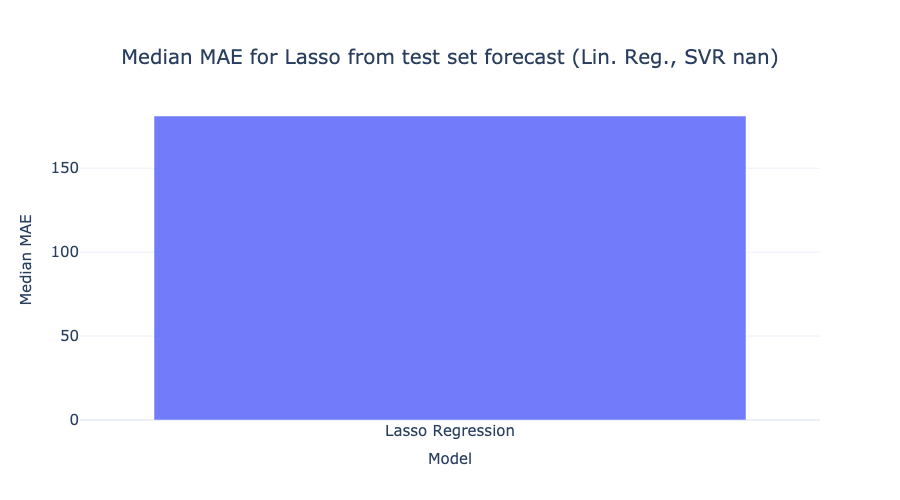 Median MAE for Lasso from test set forecast (Lin. Reg., SVR nan)
Median MAE
150
100
50
0
Lasso Regression
Model